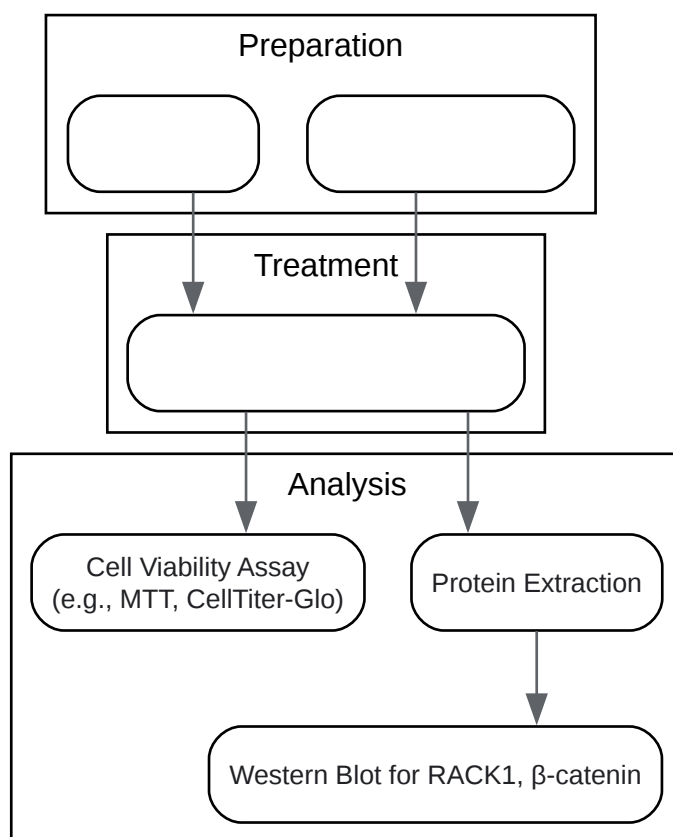 Preparation
Treatment
Analysis
Cell Viability Assay
(e.g., MTT, CellTiter-Glo)
Protein Extraction
Western Blot for RACK1, β-catenin